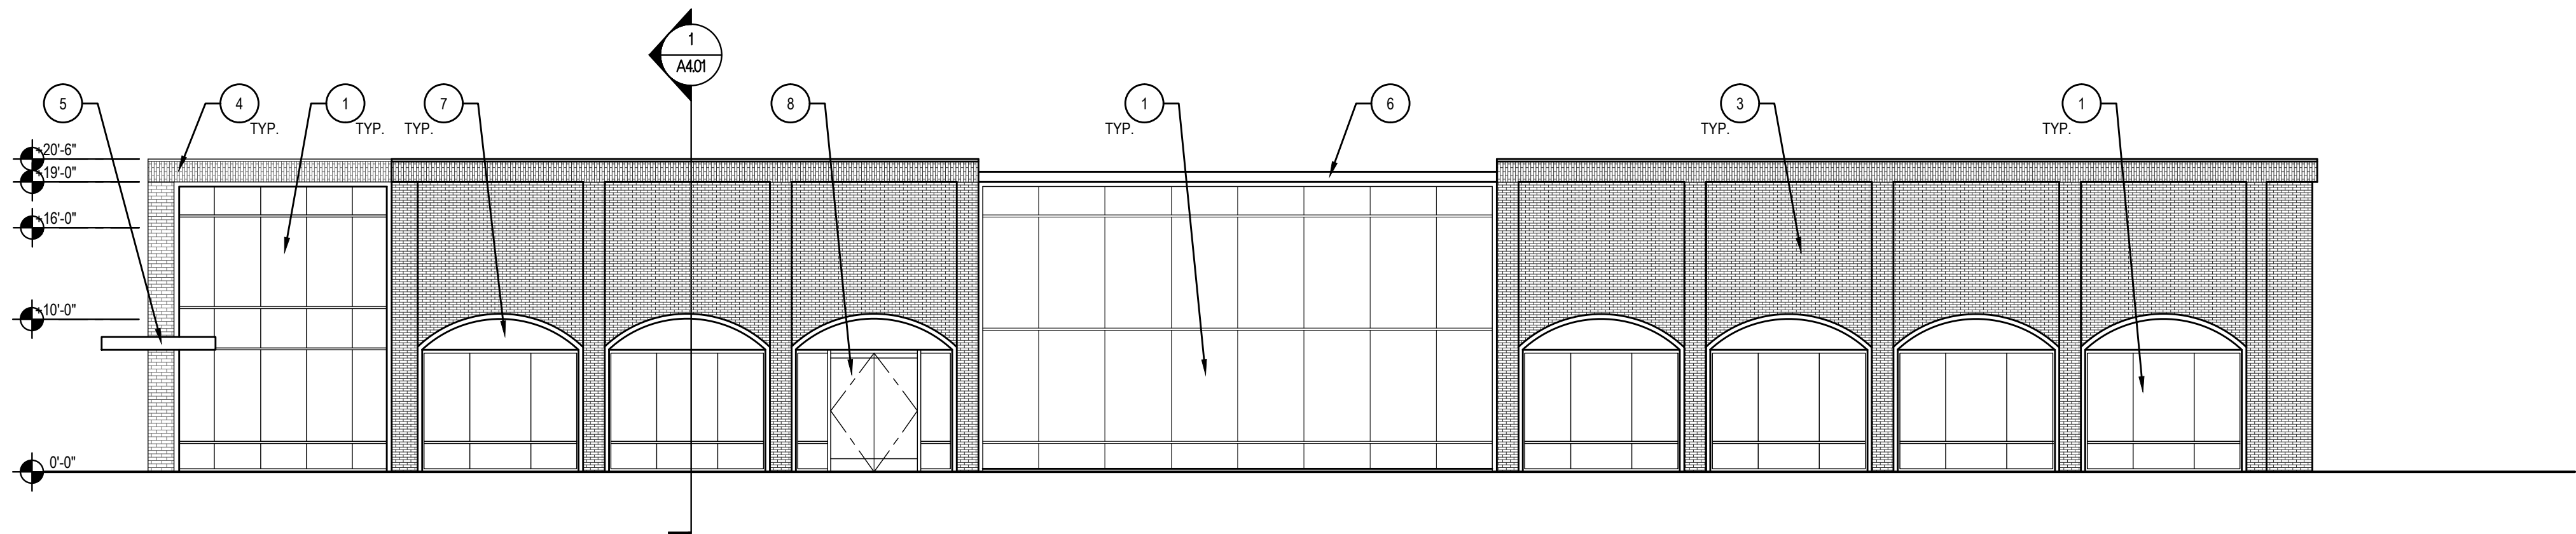 1
A4.01
5
4
TYP.
1
TYP.
7
TYP.
8
1
TYP.
6
3
TYP.
1
TYP.
+20'-6"
+19'-0"
+16'-0"
+10'-0"
0'-0"